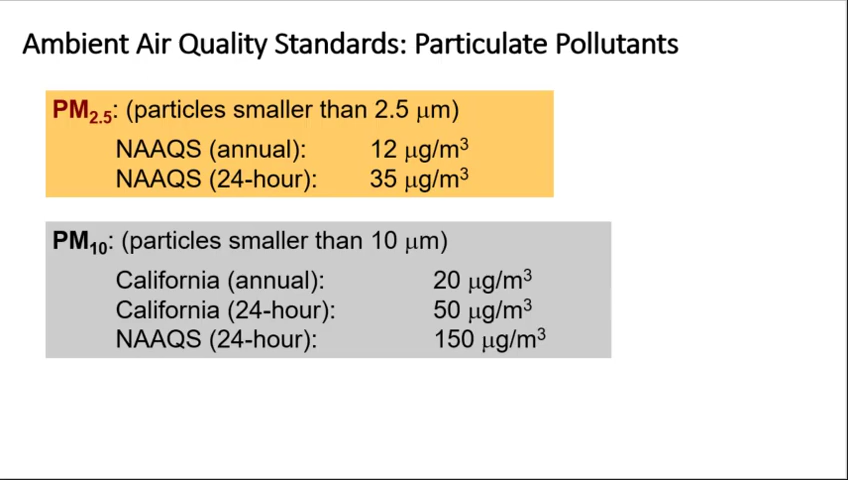 Ambient Air Quality Standards: Particulate Pollutants
PM₂.₅: (particles smaller than 2.5 μm)
NAAQS (annual): 12 μg/m³
NAAQS (24-hour): 35 μg/m³
PM₁₀: (particles smaller than 10 μm)
California (annual): 20 μg/m³
California (24-hour): 50 μg/m³
NAAQS (24-hour): 150 μg/m³